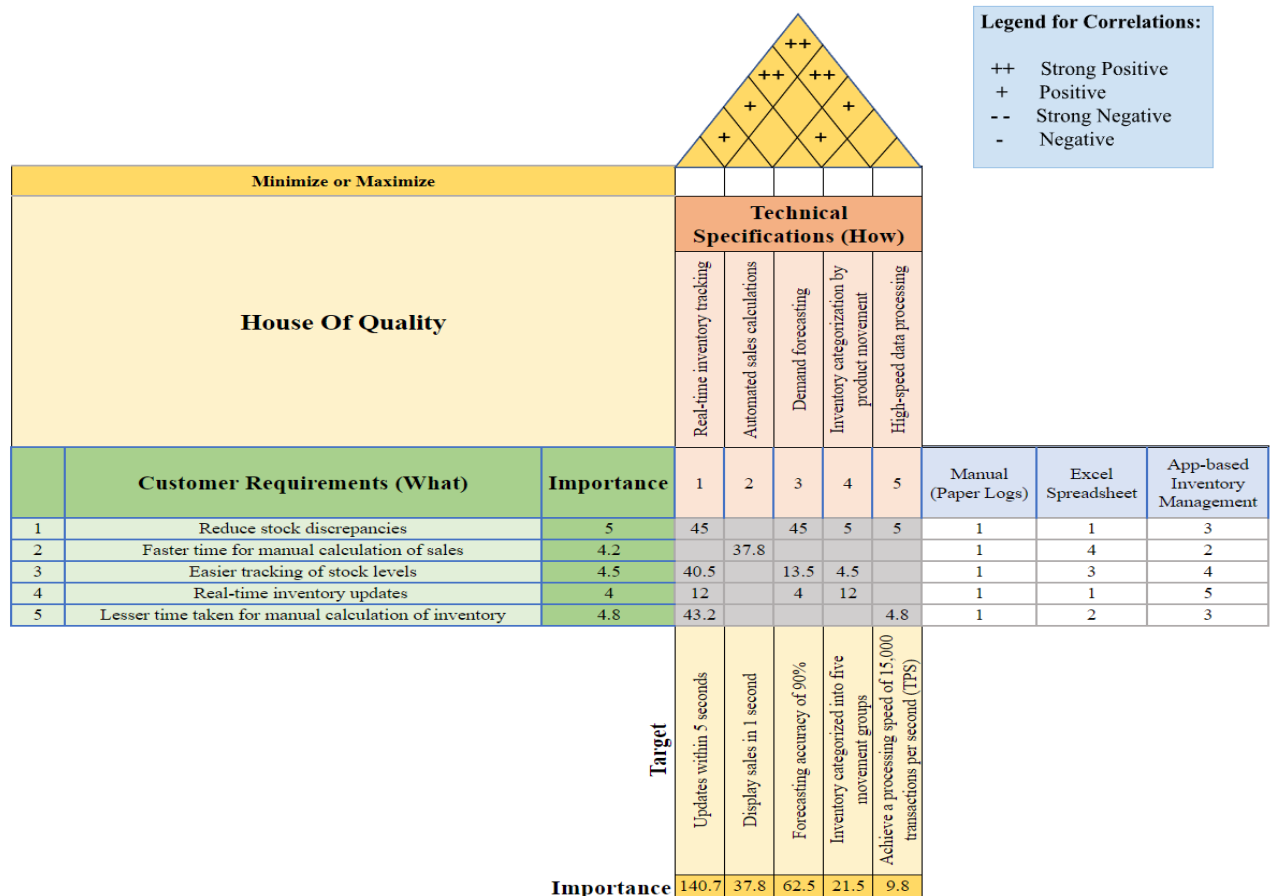 Legend for Correlations:
++ Strong Positive
+ Positive
-- Strong Negative
- Negative
++
++ ++
+ +
+ +
Minimize or Maximize
Technical
Specifications (How)
House Of Quality
Real-time inventory tracking
Automated sales calculations
Demand forecasting
Inventory categorization by
product movement
High-speed data processing
Customer Requirements (What) Importance 1 2 3 4 5 Manual (Paper Logs) Excel Spreadsheet App-based Inventory Management
1 Reduce stock discrepancies 5 45 45 5 5 1 1 3
2 Faster time for manual calculation of sales 4.2 37.8 1 4 2
3 Easier tracking of stock levels 4.5 40.5 13.5 4.5 1 3 4
4 Real-time inventory updates 4 12 4 12 1 1 5
5 Lesser time taken for manual calculation of inventory 4.8 43.2 4.8 1 2 3
Target
Updates within 5 seconds
Display sales in 1 second
Forecasting accuracy of 90%
Inventory categorized into five
movement groups
Achieve a processing speed of 15,000
transactions per second (TPS)
Importance 140.7 37.8 62.5 21.5 9.8